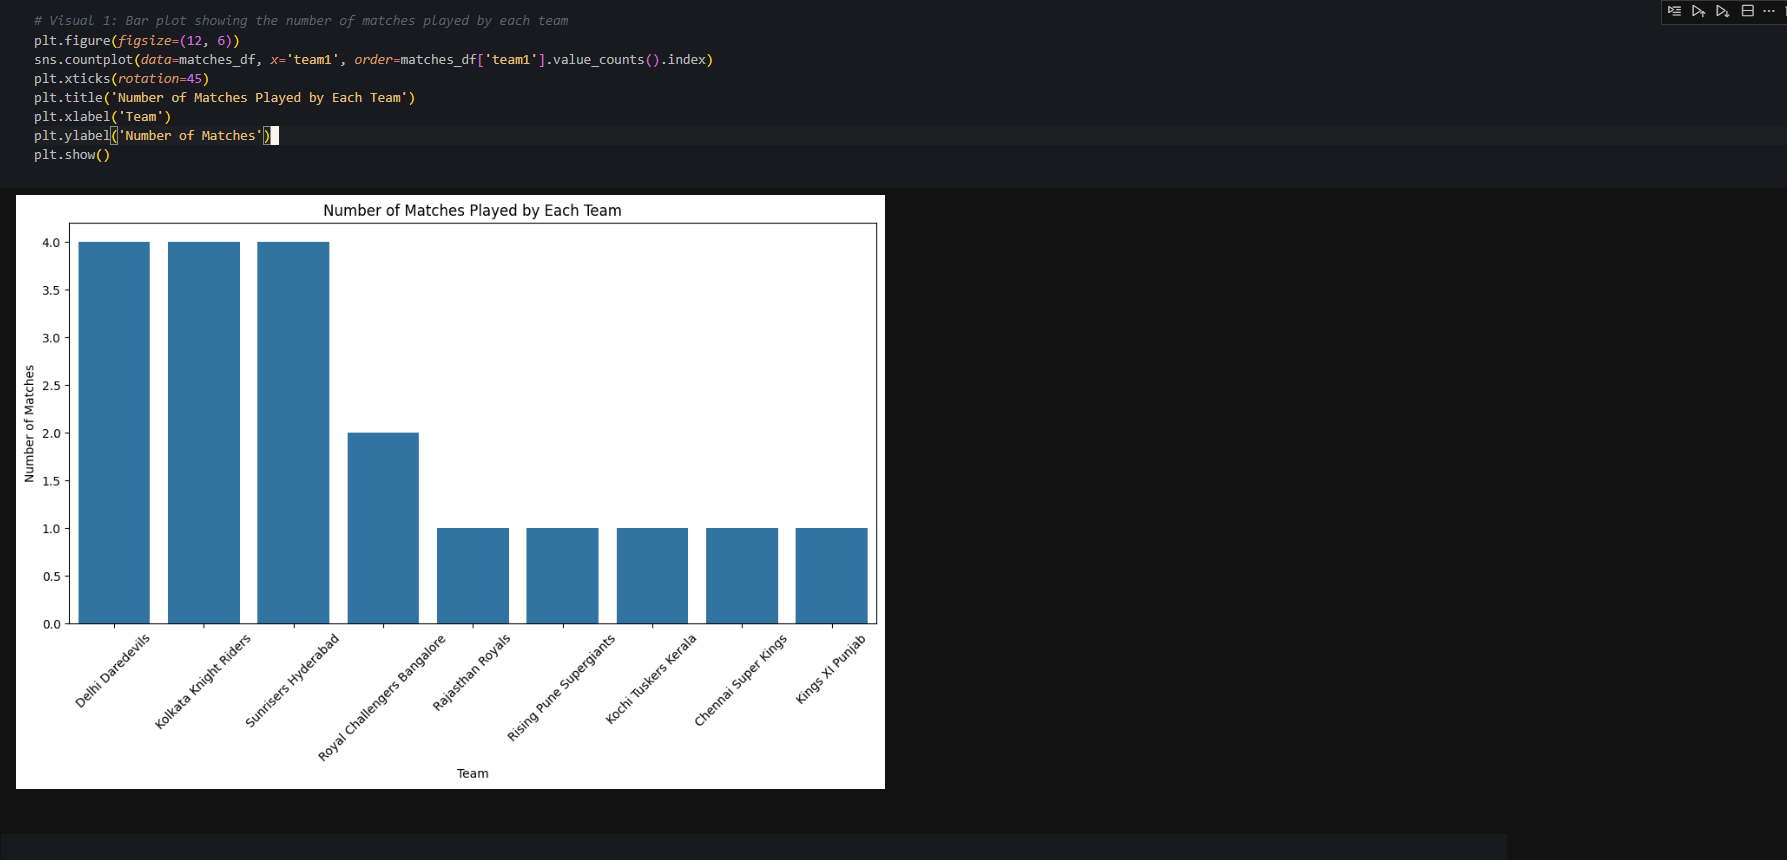 # Visual 1: Bar plot showing the number of matches played by each team
plt.figure(figsize=(12, 6))
sns.countplot(data=matches_df, x='team1', order=matches_df['team1'].value_counts().index)
plt.xticks(rotation=45)
plt.title('Number of Matches Played by Each Team')
plt.xlabel('Team')
plt.ylabel('Number of Matches')
plt.show()
Number of Matches Played by Each Team
Number of Matches
4.0
3.5
3.0
2.5
2.0
1.5
1.0
0.5
0.0
Delhi Daredevils
Kolkata Knight Riders
Sunrisers Hyderabad
Royal Challengers Bangalore
Rajasthan Royals
Rising Pune Supergiants
Kochi Tuskers Kerala
Chennai Super Kings
Kings XI Punjab
Team